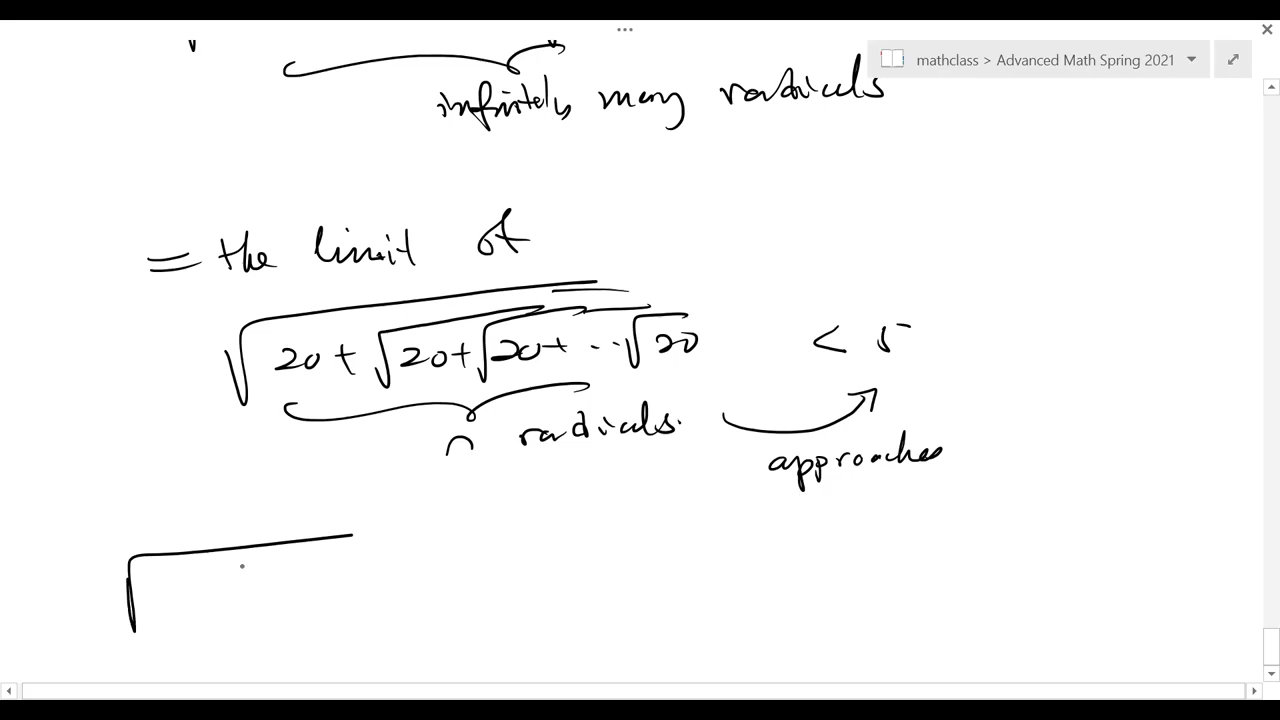 mathclass > Advanced Math Spring 2021
infinitely many radicals
= the limit of
√(20 + √(20 + √(20 + ... √20 < 5
n radicals.
approaches